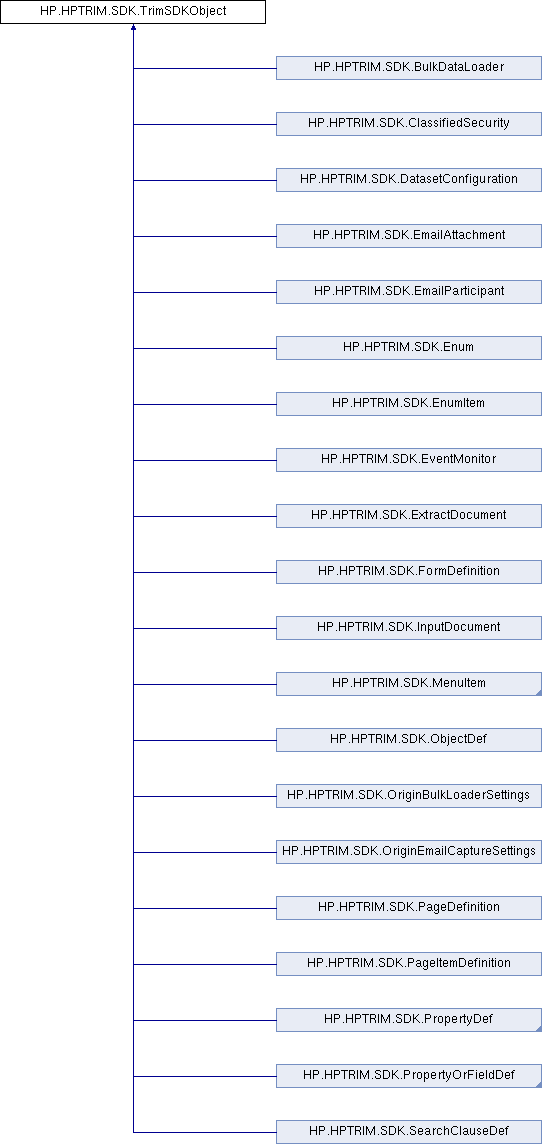 HP.HPTRIM.SDK.TrimSDKObject
HP.HPTRIM.SDK.BulkDataLoader
HP.HPTRIM.SDK.ClassifiedSecurity
HP.HPTRIM.SDK.DatasetConfiguration
HP.HPTRIM.SDK.EmailAttachment
HP.HPTRIM.SDK.EmailParticipant
HP.HPTRIM.SDK.Enum
HP.HPTRIM.SDK.EnumItem
HP.HPTRIM.SDK.EventMonitor
HP.HPTRIM.SDK.ExtractDocument
HP.HPTRIM.SDK.FormDefinition
HP.HPTRIM.SDK.InputDocument
HP.HPTRIM.SDK.MenuItem
HP.HPTRIM.SDK.ObjectDef
HP.HPTRIM.SDK.OriginBulkLoaderSettings
HP.HPTRIM.SDK.OriginEmailCaptureSettings
HP.HPTRIM.SDK.PageDefinition
HP.HPTRIM.SDK.PageItemDefinition
HP.HPTRIM.SDK.PropertyDef
HP.HPTRIM.SDK.PropertyOrFieldDef
HP.HPTRIM.SDK.SearchClauseDef